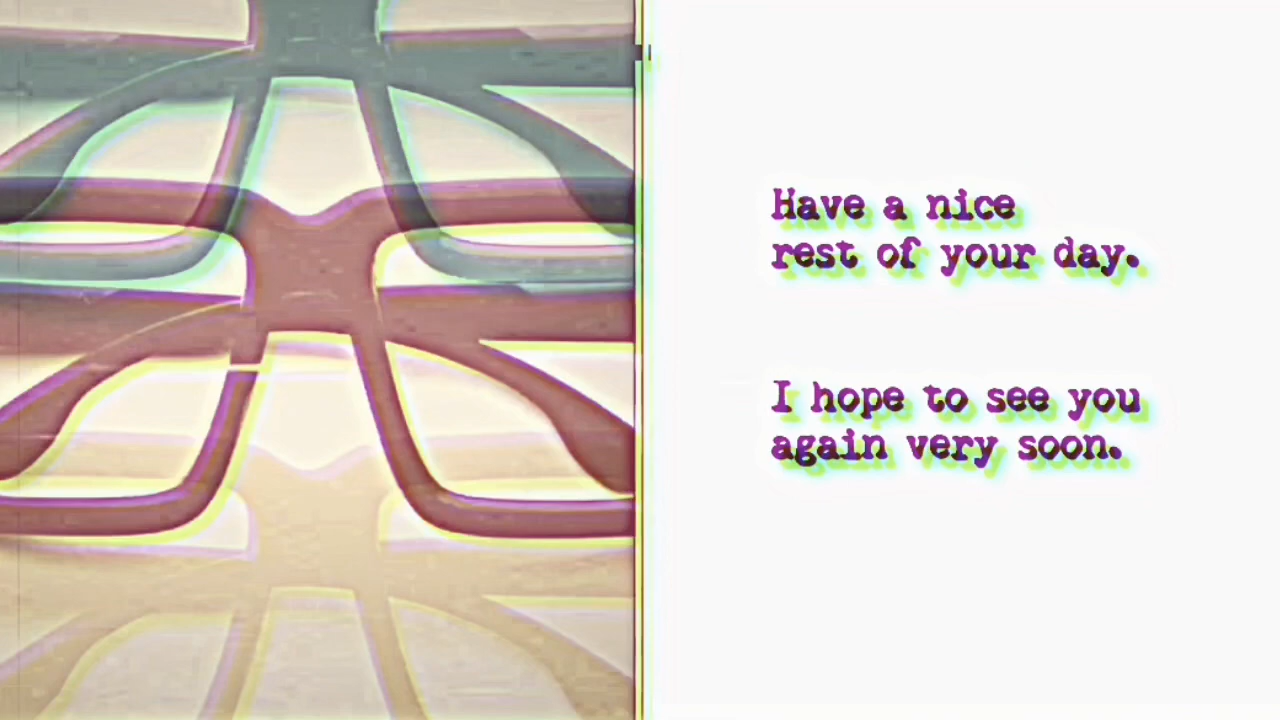 Have a nice
rest of your day.
I hope to see you
again very soon.